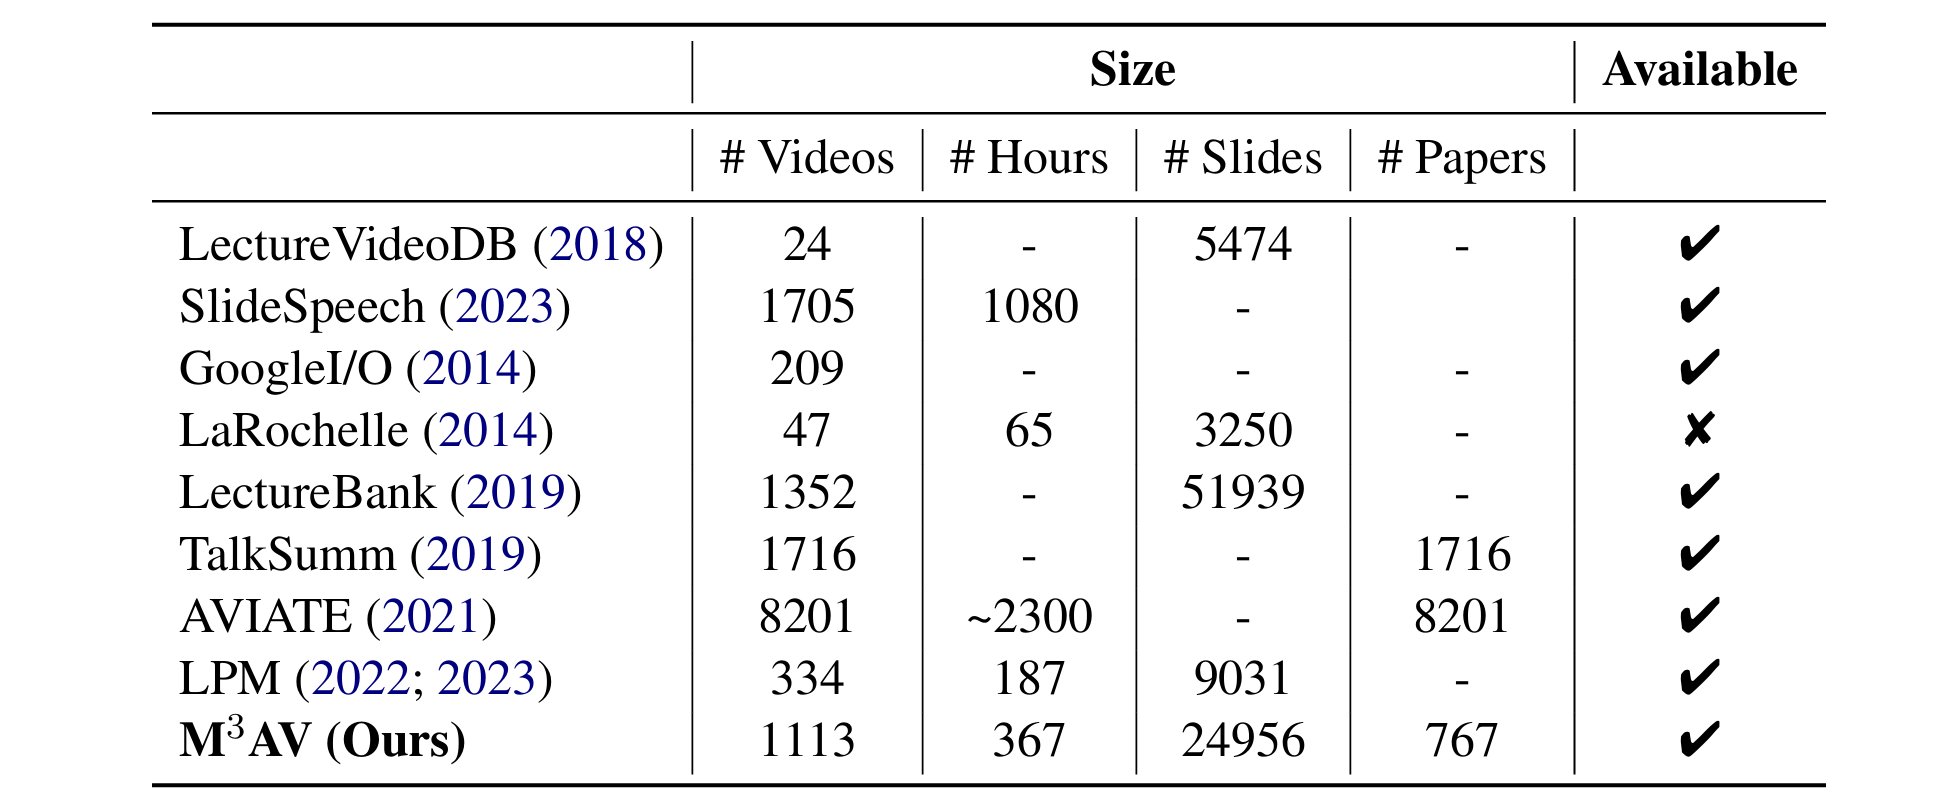 Size Available
# Videos # Hours # Slides # Papers
LectureVideoDB (2018) 24 - 5474 - ✔
SlideSpeech (2023) 1705 1080 - ✔
GoogleI/O (2014) 209 - - - ✔
LaRochelle (2014) 47 65 3250 - ✘
LectureBank (2019) 1352 - 51939 - ✔
TalkSumm (2019) 1716 - - 1716 ✔
AVIATE (2021) 8201 ~2300 - 8201 ✔
LPM (2022; 2023) 334 187 9031 - ✔
M³AV (Ours) 1113 367 24956 767 ✔